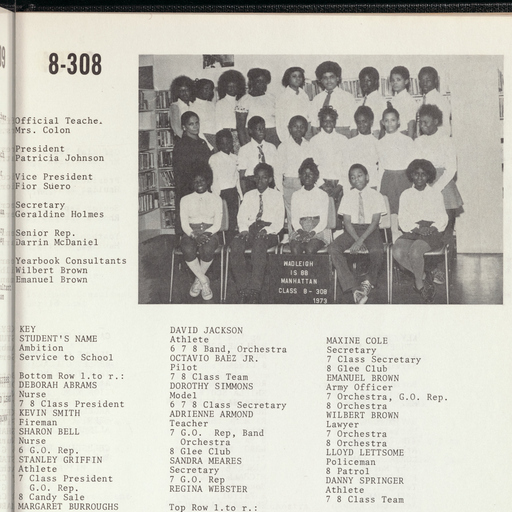 8-308
Official Teache.
Mrs. Colon
President
Patricia Johnson
Vice President
Fior Suero
Secretary
Geraldine Holmes
Senior Rep.
Darrin McDaniel
Yearbook Consultants
Wilbert Brown
Emanuel Brown
WADLEIGH
IS 88
MANHATTAN
CLASS 8 - 308
1973
KEY
STUDENT'S NAME
Ambition
Service to School
Bottom Row l.to r.:
DEBORAH ABRAMS
Nurse
7 8 Class President
KEVIN SMITH
Fireman
SHARON BELL
Nurse
6 G.O. Rep.
STANLEY GRIFFIN
Athlete
7 Class President
G.O. Rep.
8 Candy Sale
MARGARET BURROUGHS
DAVID JACKSON
Athlete
6 7 8 Band, Orchestra
OCTAVIO BAEZ JR.
Pilot
7 8 Class Team
DOROTHY SIMMONS
Model
6 7 8 Class Secretary
ADRIENNE ARMOND
Teacher
7 G.O. Rep, Band
Orchestra
8 Glee Club
SANDRA MEARES
Secretary
7 G.O. Rep
REGINA WEBSTER
Top Row l.to r.:
MAXINE COLE
Secretary
7 Class Secretary
8 Glee Club
EMANUEL BROWN
Army Officer
7 Orchestra, G.O. Rep.
8 Orchestra
WILBERT BROWN
Lawyer
7 Orchestra
8 Orchestra
LLOYD LETTSOME
Policeman
8 Patrol
DANNY SPRINGER
Athlete
7 8 Class Team